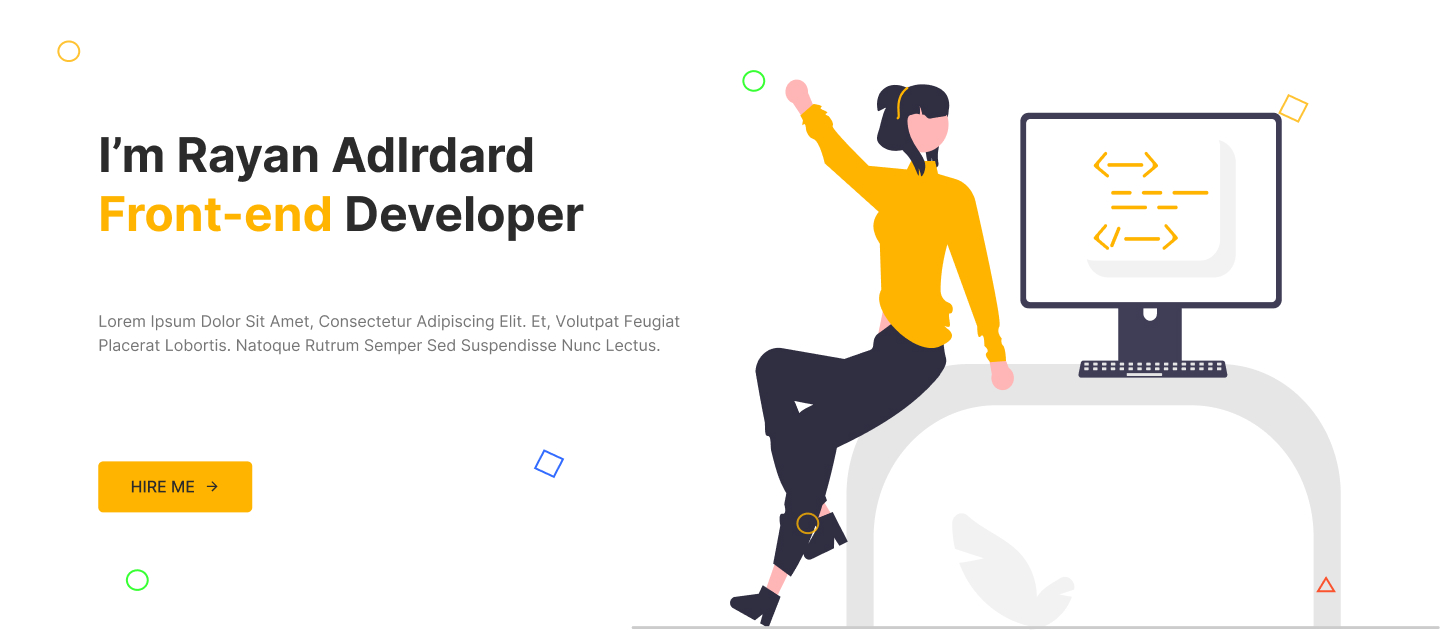 I’m Rayan Adlrdard
Front-end Developer
Lorem Ipsum Dolor Sit Amet, Consectetur Adipiscing Elit. Et, Volutpat Feugiat
Placerat Lobortis. Natoque Rutrum Semper Sed Suspendisse Nunc Lectus.
HIRE ME →